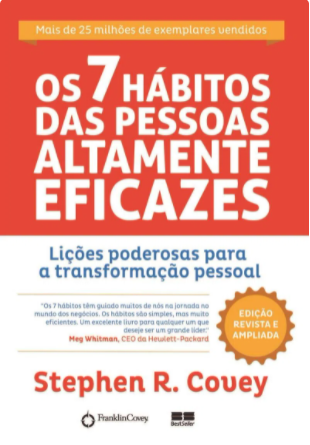 Mais de 25 milhões de exemplares vendidos
OS 7 HÁBITOS
DAS PESSOAS
ALTAMENTE
EFICAZES
Lições poderosas para
a transformação pessoal
"Os 7 hábitos têm guiado muitos de nós na jornada no
mundo dos negócios. Os hábitos são simples, mas muito
eficientes. Um excelente livro para qualquer um que
deseje ser um grande líder."
Meg Whitman, CEO da Hewlett-Packard
EDIÇÃO
REVISTA E
AMPLIADA
Stephen R. Covey
FranklinCovey
BestSeller